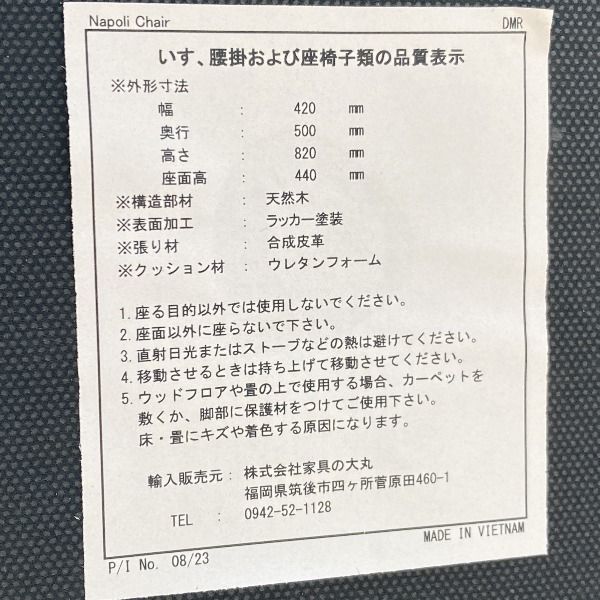 Napoli Chair DMR
いす、腰掛および座椅子類の品質表示
※外形寸法
幅 : 420 mm
奥行 : 500 mm
高さ : 820 mm
座面高 : 440 mm
※構造部材 : 天然木
※表面加工 : ラッカー塗装
※張り材 : 合成皮革
※クッション材 : ウレタンフォーム
1. 座る目的以外では使用しないでください。
2. 座面以外に座らないで下さい。
3. 直射日光またはストーブなどの熱は避けてください。
4. 移動させるときは持ち上げて移動させてください。
5. ウッドフロアや畳の上で使用する場合、カーペットを
敷くか、脚部に保護材をつけてご使用下さい。
床・畳にキズや着色する原因になります。
輸入販売元 : 株式会社家具の大丸
福岡県筑後市四ヶ所菅原田460-1
TEL : 0942-52-1128
MADE IN VIETNAM
P/I No. 08/23